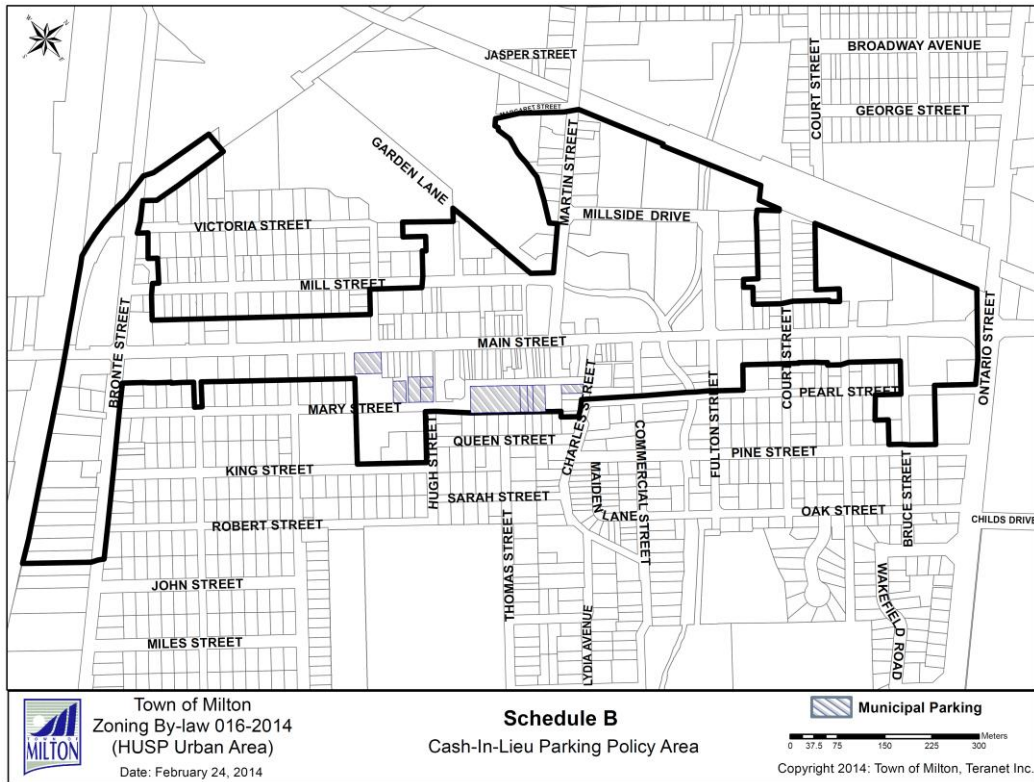 JASPER STREET
BROADWAY AVENUE
COURT STREET
GEORGE STREET
MARGARET STREET
GARDEN LANE
MARTIN STREET
VICTORIA STREET
MILLSIDE DRIVE
MILL STREET
BRONTE STREET
MAIN STREET
COURT STREET
ONTARIO STREET
MARY STREET
PEARL STREET
HUGH STREET
QUEEN STREET
CHARLES STREET
COMMERCIAL STREET
FULTON STREET
PINE STREET
KING STREET
SARAH STREET
MAIDEN LANE
BRUCE STREET
ROBERT STREET
OAK STREET
CHILDS DRIVE
THOMAS STREET
JOHN STREET
LYDIA AVENUE
WAKEFIELD ROAD
MILES STREET
TOWN OF
MILTON
Town of Milton
Zoning By-law 016-2014
(HUSP Urban Area)
Date: February 24, 2014
Schedule B
Cash-In-Lieu Parking Policy Area
Municipal Parking
Meters
0 37.5 75 150 225 300
Copyright 2014: Town of Milton, Teranet Inc.